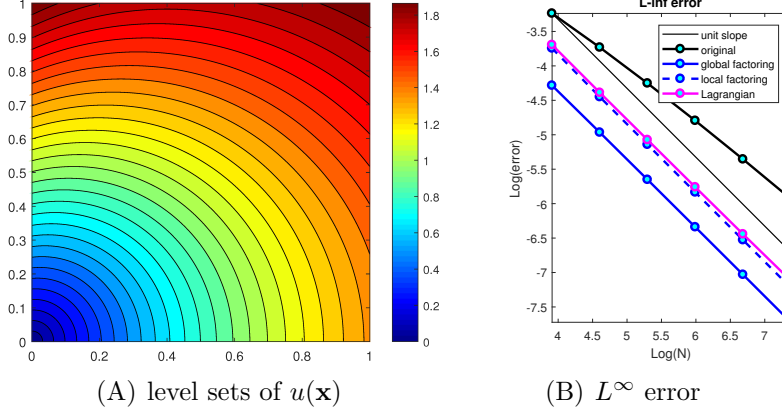 1
0.9
0.8
0.7
0.6
0.5
0.4
0.3
0.2
0.1
0
0 0.2 0.4 0.6 0.8 1
1.8
1.6
1.4
1.2
1
0.8
0.6
0.4
0.2
0
(A) level sets of u(x)
L-inf error
-3.5
-4
-4.5
-5
-5.5
-6
-6.5
-7
-7.5
Log(error)
unit slope
original
global factoring
local factoring
Lagrangian
4 4.5 5 5.5 6 6.5 7
Log(N)
(B) L∞ error